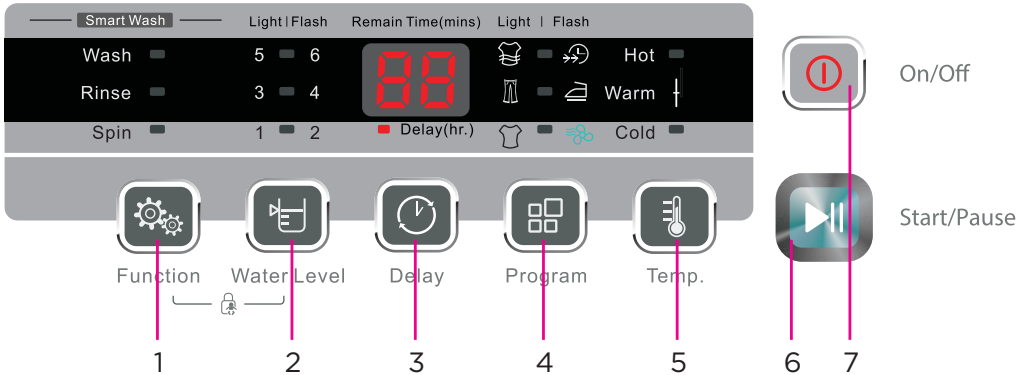 Smart Wash Light | Flash Remain Time(mins) Light | Flash
Wash 5 6 88 Hot
Rinse 3 4 Warm
Spin 1 2 Delay(hr.) Cold
On/Off
Start/Pause
Function Water Level Delay Program Temp.
1 2 3 4 5 6 7